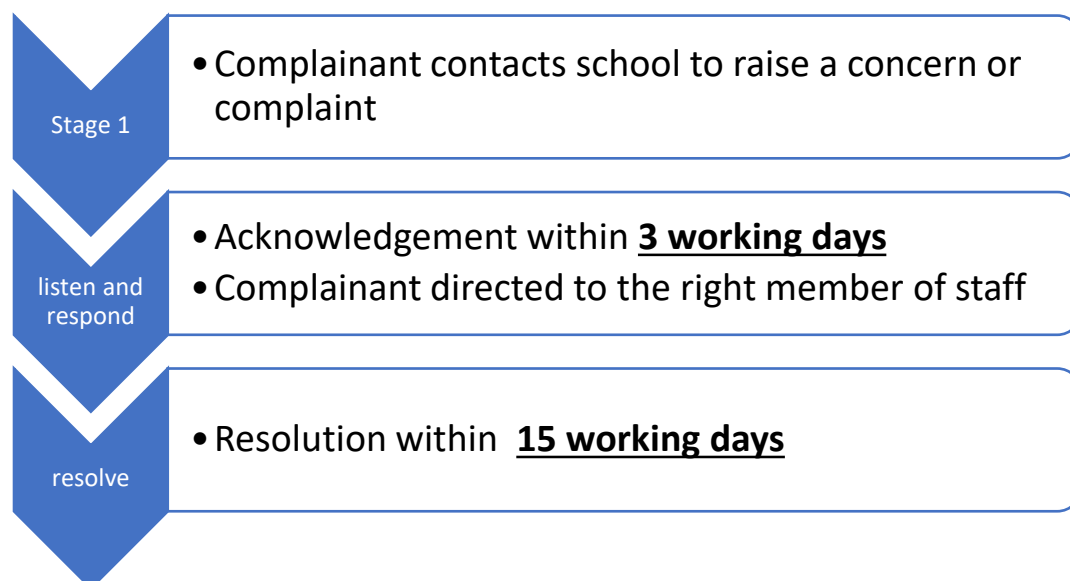 Stage 1
• Complainant contacts school to raise a concern or
complaint
listen and
respond
• Acknowledgement within 3 working days
• Complainant directed to the right member of staff
resolve
• Resolution within 15 working days